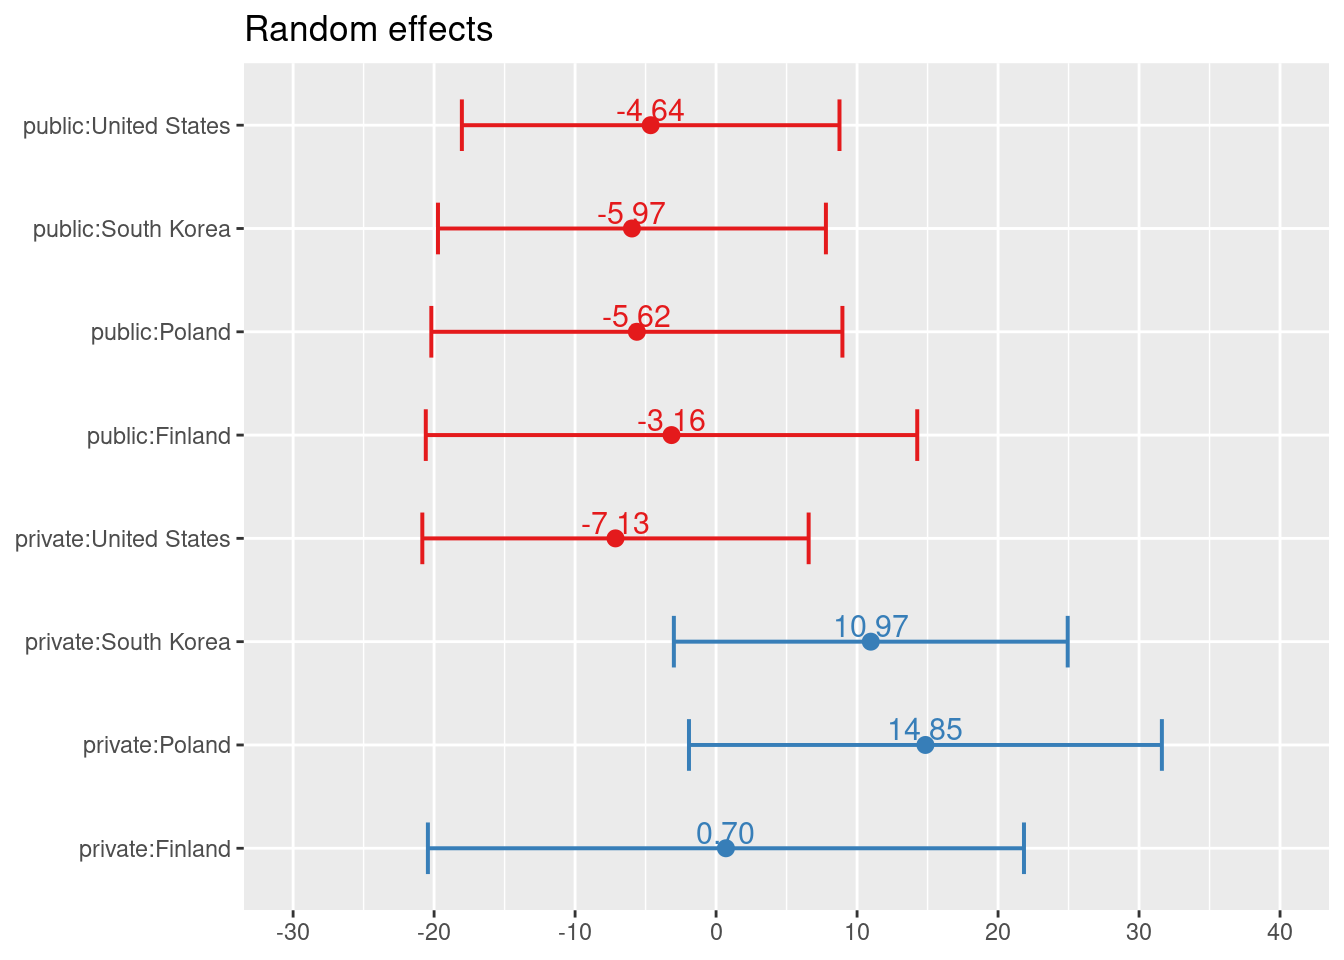 Random effects
public:United States
-4.64
public:South Korea
-5.97
public:Poland
-5.62
public:Finland
-3.16
private:United States
-7.13
private:South Korea
10.97
private:Poland
14.85
private:Finland
0.70
-30 -20 -10 0 10 20 30 40